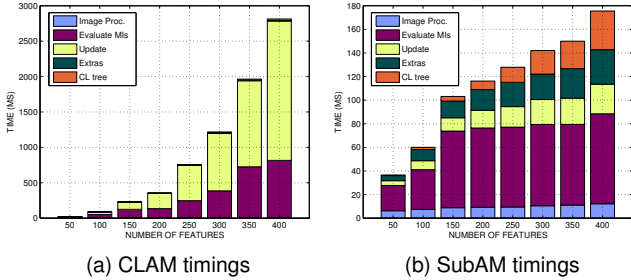 3000
2500
2000
1500
1000
500
0
TIME (MS)
Image Proc.
Evaluate MIs
Update
Extras
CL tree
50 100 150 200 250 300 350 400
NUMBER OF FEATURES
(a) CLAM timings
180
160
140
120
100
80
60
40
20
0
TIME (MS)
Image Proc.
Evaluate MIs
Update
Extras
CL tree
50 100 150 200 250 300 350 400
NUMBER OF FEATURES
(b) SubAM timings